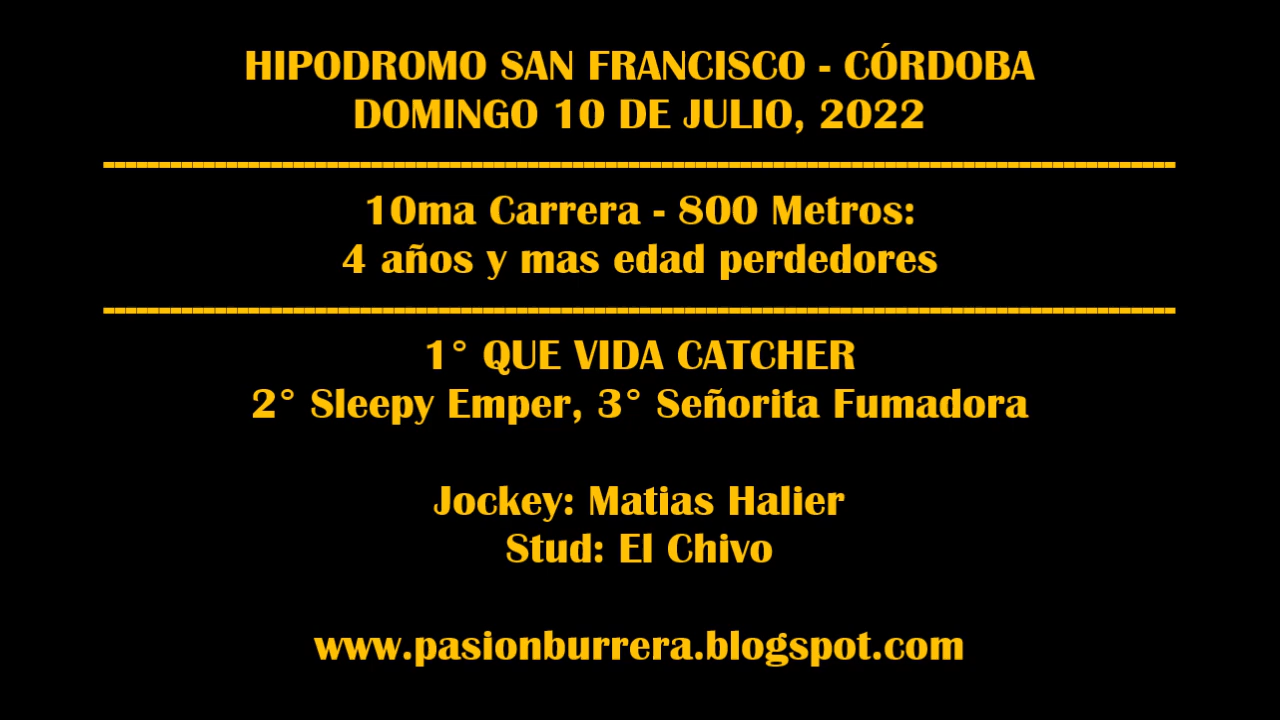 HIPODROMO SAN FRANCISCO - CÓRDOBA
DOMINGO 10 DE JULIO, 2022
10ma Carrera - 800 Metros:
4 años y mas edad perdedores
1° QUE VIDA CATCHER
2° Sleepy Emper, 3° Señorita Fumadora
Jockey: Matias Halier
Stud: El Chivo
www.pasionburrera.blogspot.com